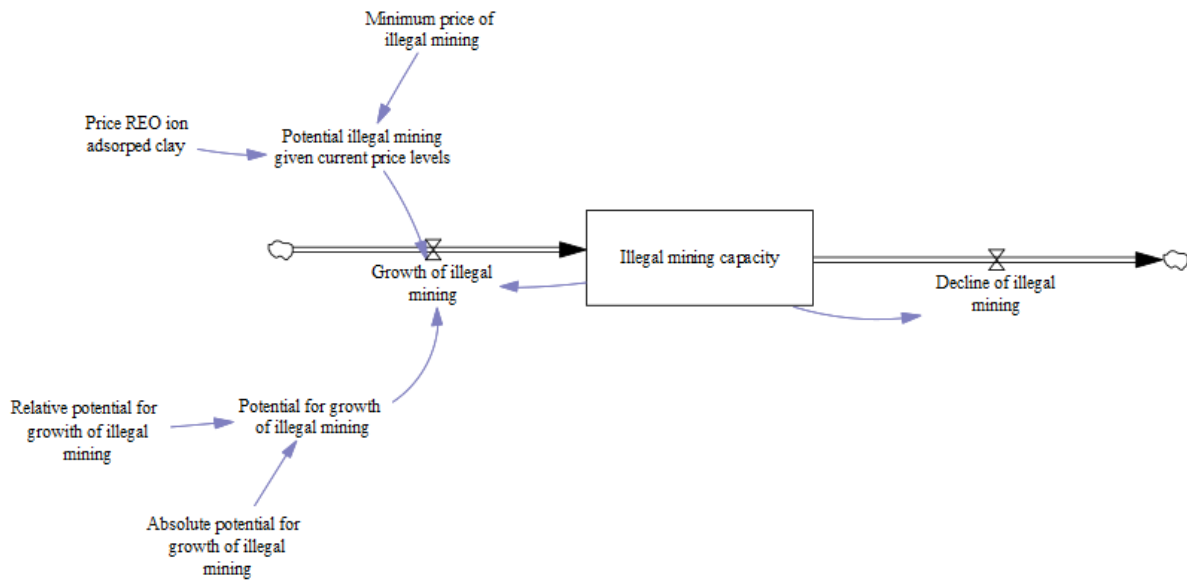 Minimum price of
illegal mining
Price REO ion
adsorped clay
Potential illegal mining
given current price levels
Growth of illegal
mining
Illegal mining capacity
Decline of illegal
mining
Relative potential for
growith of illegal
mining
Potential for growth
of illegal mining
Absolute potential for
growth of illegal
mining